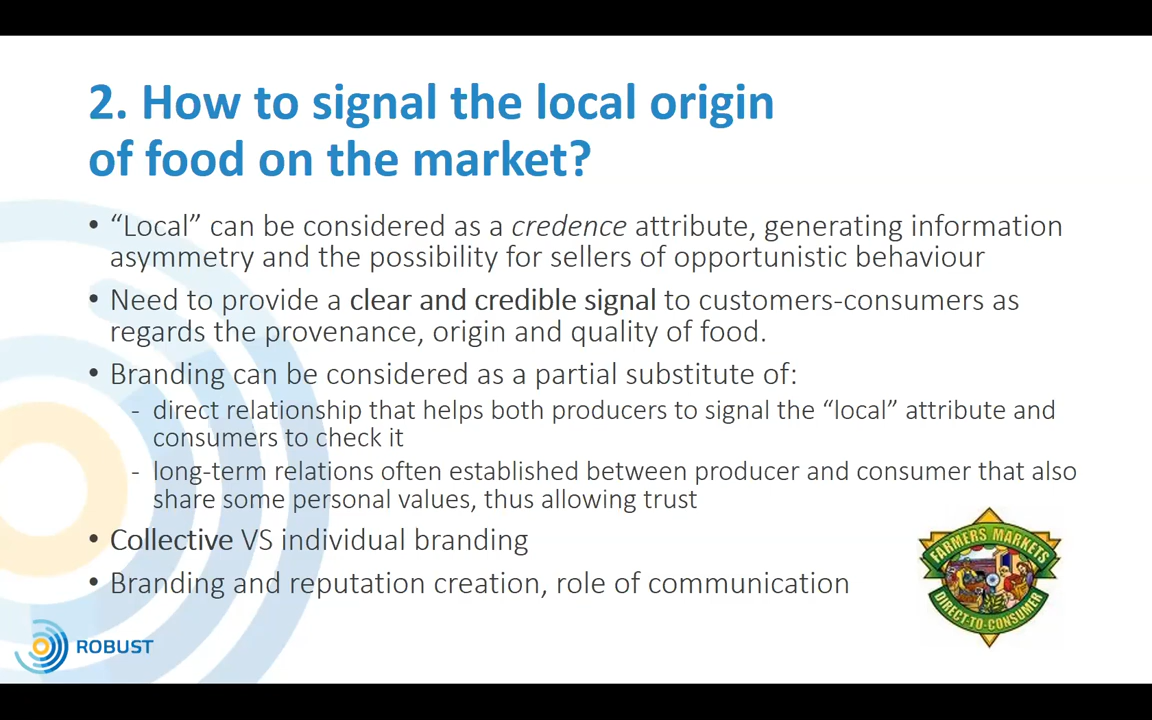 2. How to signal the local origin
of food on the market?
• “Local” can be considered as a credence attribute, generating information
asymmetry and the possibility for sellers of opportunistic behaviour
• Need to provide a clear and credible signal to customers-consumers as
regards the provenance, origin and quality of food.
• Branding can be considered as a partial substitute of:
- direct relationship that helps both producers to signal the “local” attribute and
consumers to check it
- long-term relations often established between producer and consumer that also
share some personal values, thus allowing trust
• Collective VS individual branding
• Branding and reputation creation, role of communication
FARMERS MARKETS
DIRECT-TO-CONSUMER
ROBUST